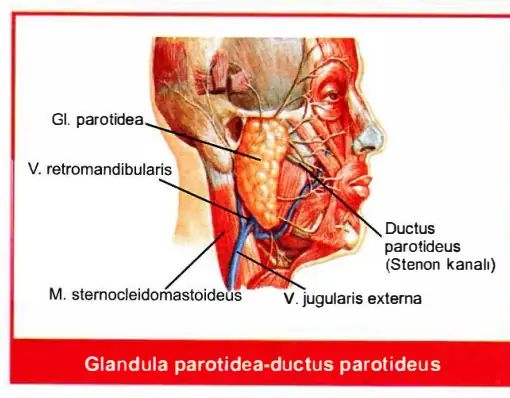 Gl. parotidea
V. retromandibularis
Ductus
parotideus
(Stenon kanalı)
M. sternocleidomastoideus
V. jugularis externa
Glandula parotidea-ductus parotideus